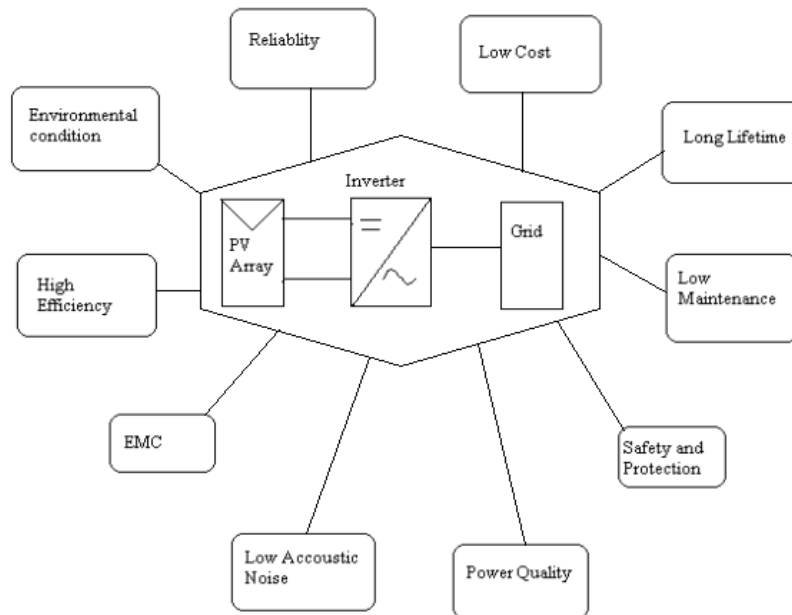 Reliablity
Low Cost
Environmental
condition
Long Lifetime
Inverter
PV
Array
Grid
High
Efficiency
Low
Maintenance
EMC
Safety and
Protection
Low Accoustic
Noise
Power Quality